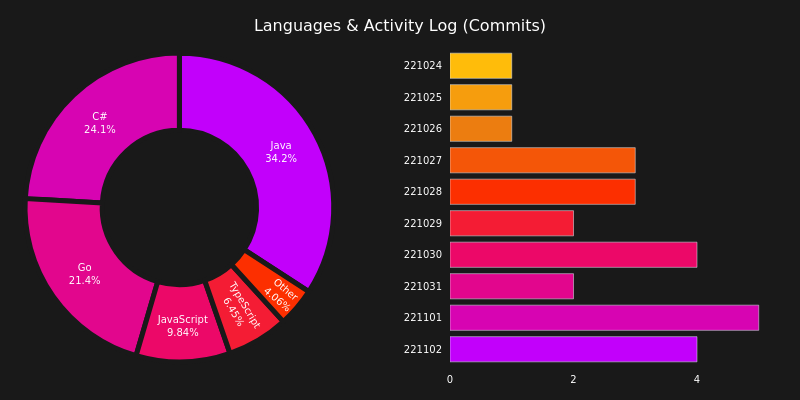 Languages & Activity Log (Commits)
Java
34.2%
C#
24.1%
Go
21.4%
JavaScript
9.84%
TypeScript
6.45%
Other
4.06%
221024
221025
221026
221027
221028
221029
221030
221031
221101
221102
0 2 4